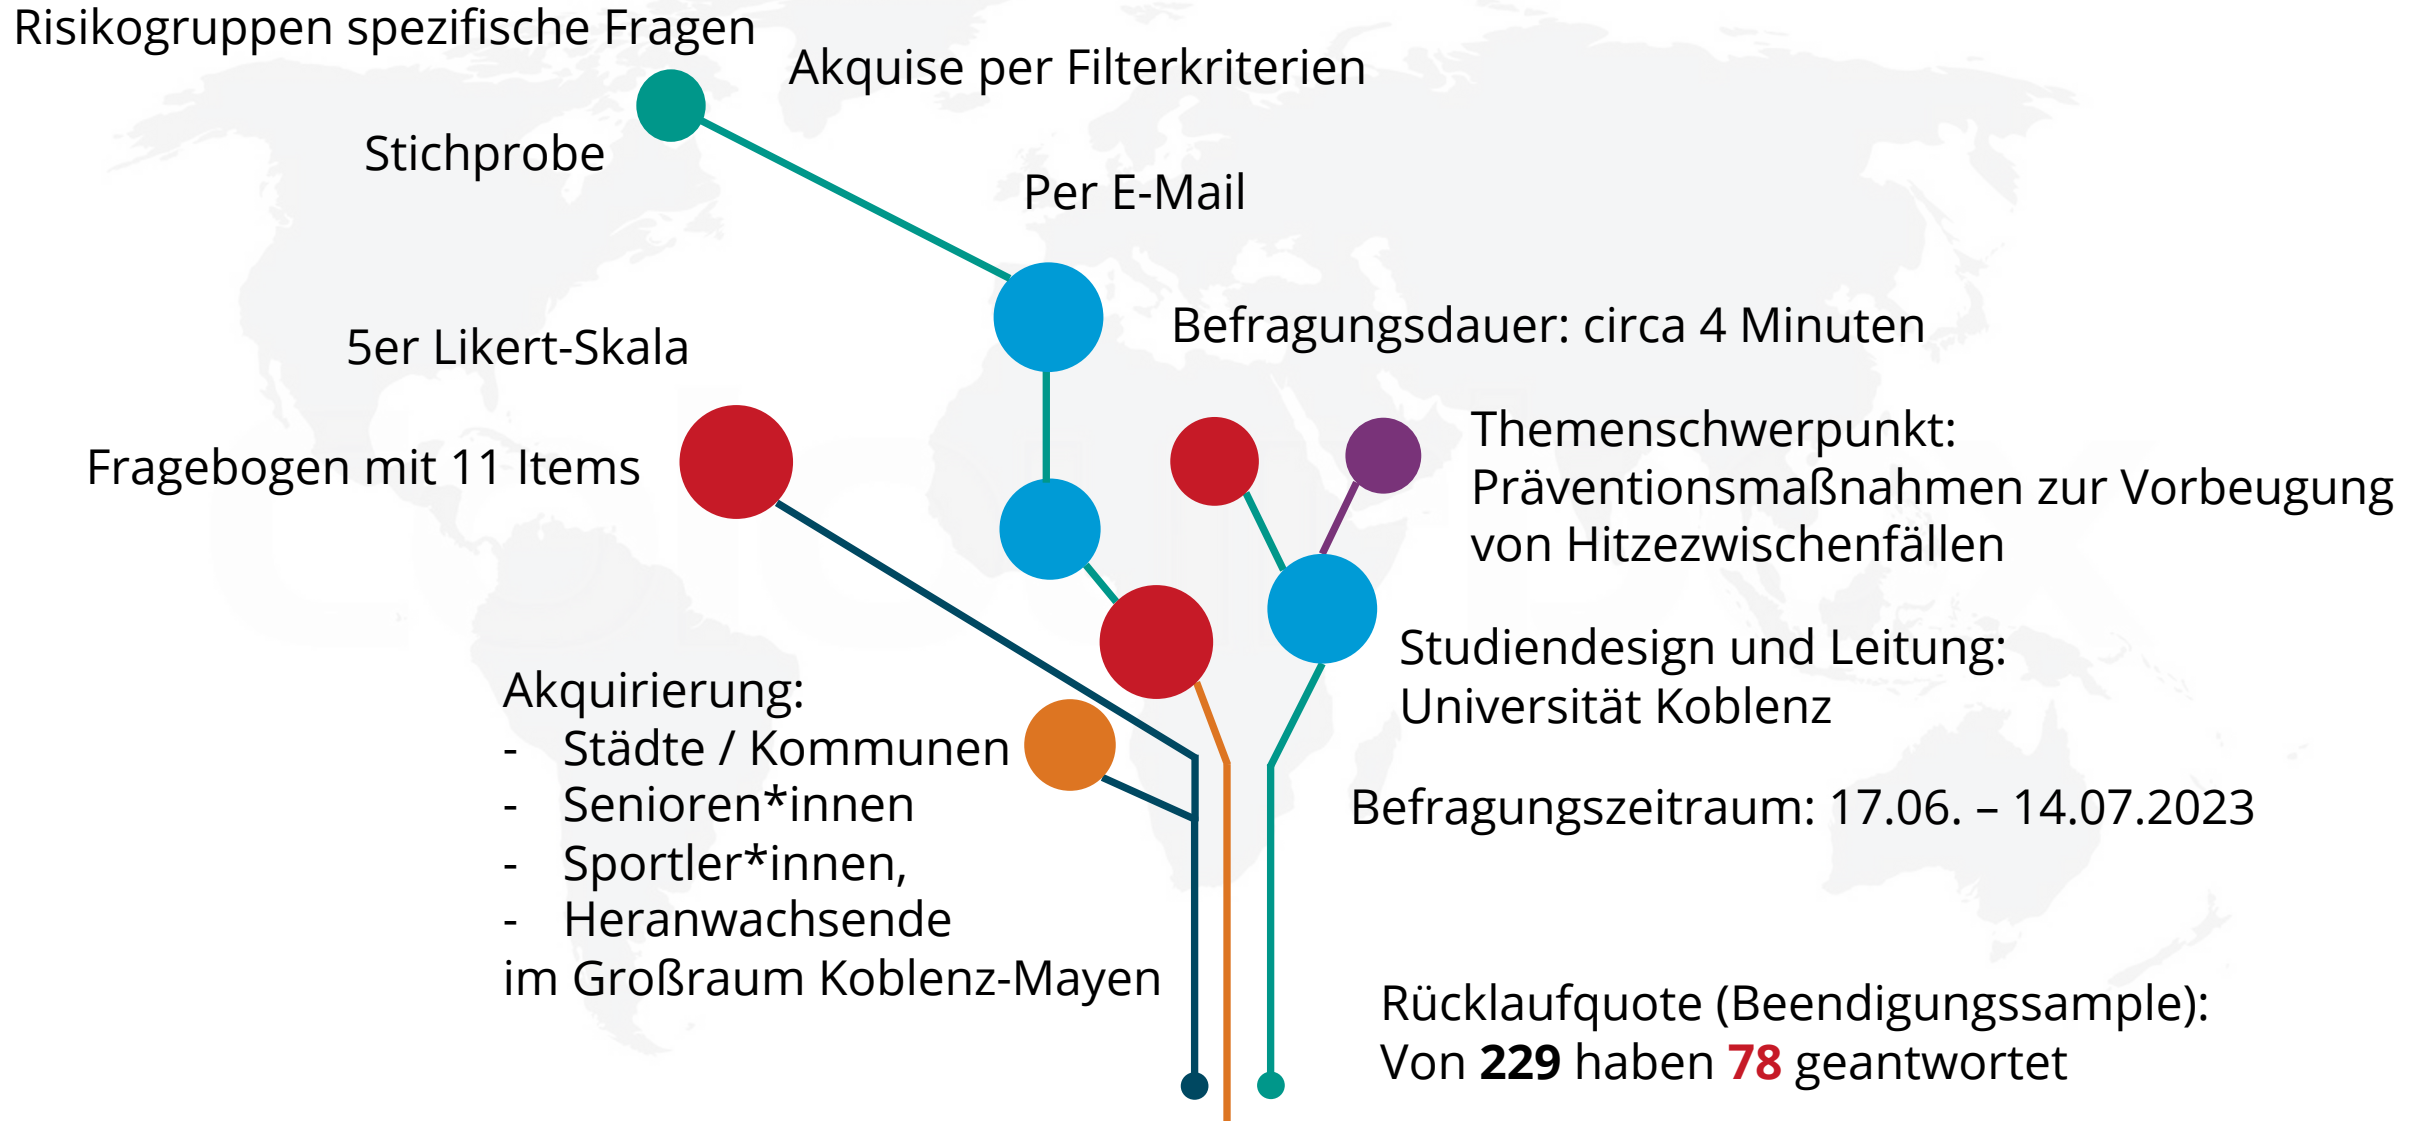 Risikogruppen spezifische Fragen
Akquise per Filterkriterien
Stichprobe
Per E-Mail
Befragungsdauer: circa 4 Minuten
5er Likert-Skala
Fragebogen mit 11 Items
Themenschwerpunkt:
Präventionsmaßnahmen zur Vorbeugung
von Hitzezwischenfällen
Studiendesign und Leitung:
Universität Koblenz
Akquirierung:
- Städte / Kommunen
- Senioren*innen
- Sportler*innen,
- Heranwachsende
im Großraum Koblenz-Mayen
Befragungszeitraum: 17.06. – 14.07.2023
Rücklaufquote (Beendigungssample):
Von 229 haben 78 geantwortet